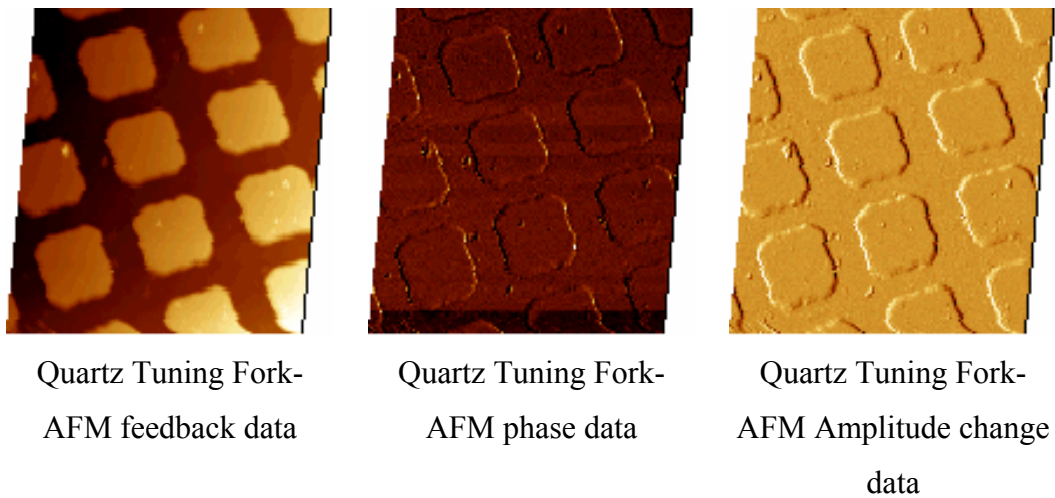 Quartz Tuning Fork-
AFM feedback data
Quartz Tuning Fork-
AFM phase data
Quartz Tuning Fork-
AFM Amplitude change
data